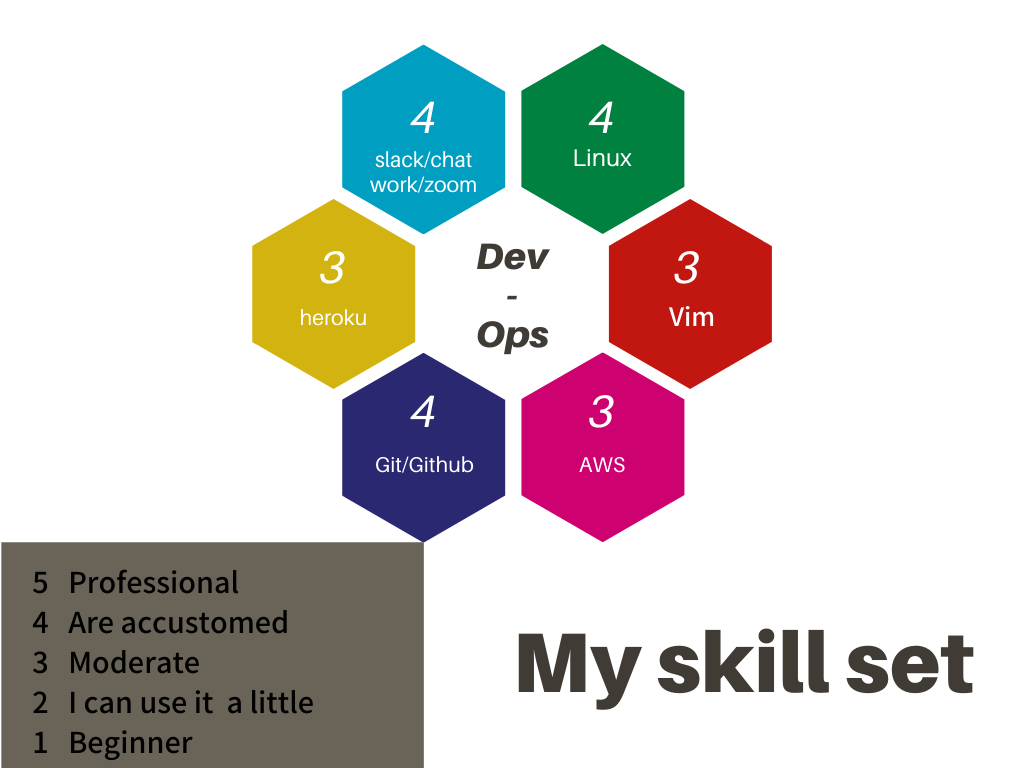 4
slack/chat
work/zoom
4
Linux
3
heroku
Dev
-
Ops
3
Vim
4
Git/Github
3
AWS
5 Professional
4 Are accustomed
3 Moderate
2 I can use it a little
1 Beginner
My skill set